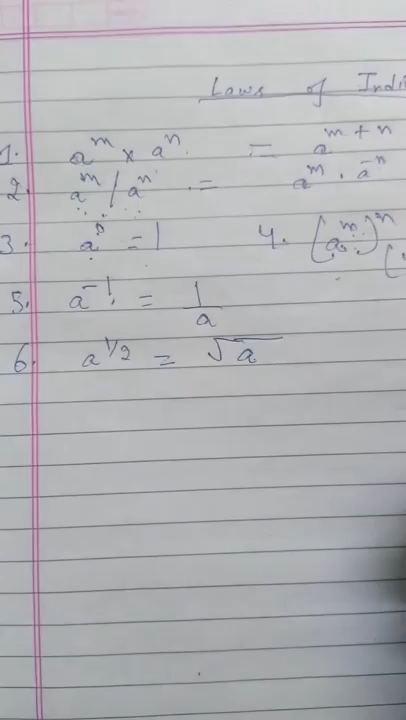 Laws of Indi
1. a^m × a^n = a^{m+n}
2. a^m / a^n = a^m . a^{-n}
3. a^0 = 1 4. (a^m)^n
5. a^{-1} = 1/a
6. a^{1/2} = √a